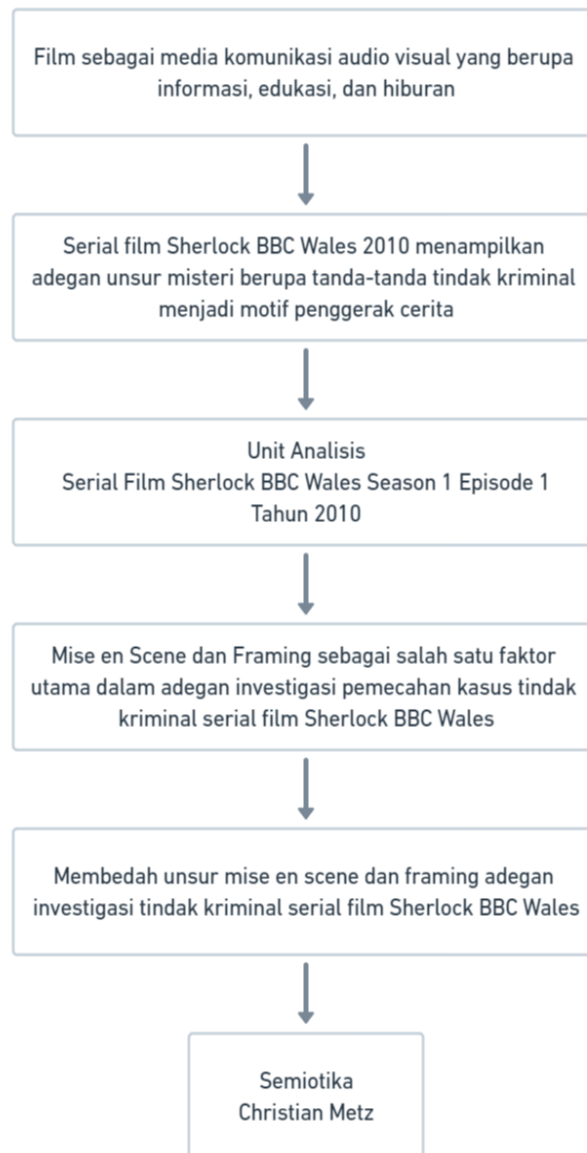 Film sebagai media komunikasi audio visual yang berupa
informasi, edukasi, dan hiburan
Serial film Sherlock BBC Wales 2010 menampilkan
adegan unsur misteri berupa tanda-tanda tindak kriminal
menjadi motif penggerak cerita
Unit Analisis
Serial Film Sherlock BBC Wales Season 1 Episode 1
Tahun 2010
Mise en Scene dan Framing sebagai salah satu faktor
utama dalam adegan investigasi pemecahan kasus tindak
kriminal serial film Sherlock BBC Wales
Membedah unsur mise en scene dan framing adegan
investigasi tindak kriminal serial film Sherlock BBC Wales
Semiotika
Christian Metz